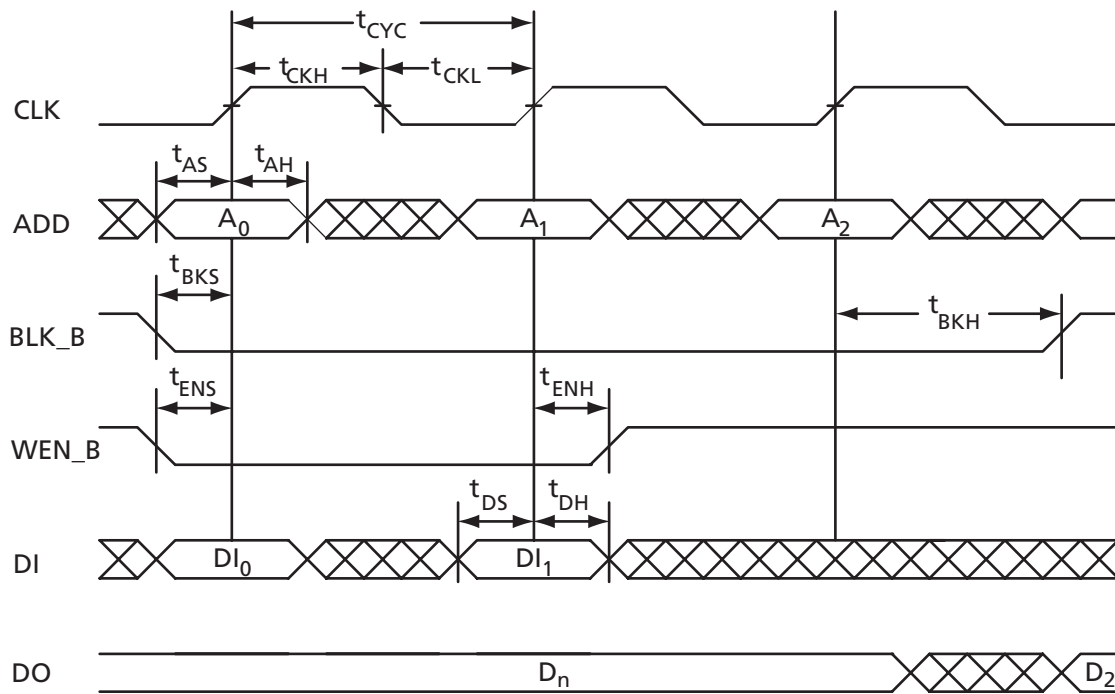 tCYC
tCKH tCKL
CLK
tAS tAH
ADD A0 A1 A2
tBKS
tBKH
BLK_B
tENS tENH
WEN_B
tDS tDH
DI DI0 DI1
DO Dn D2